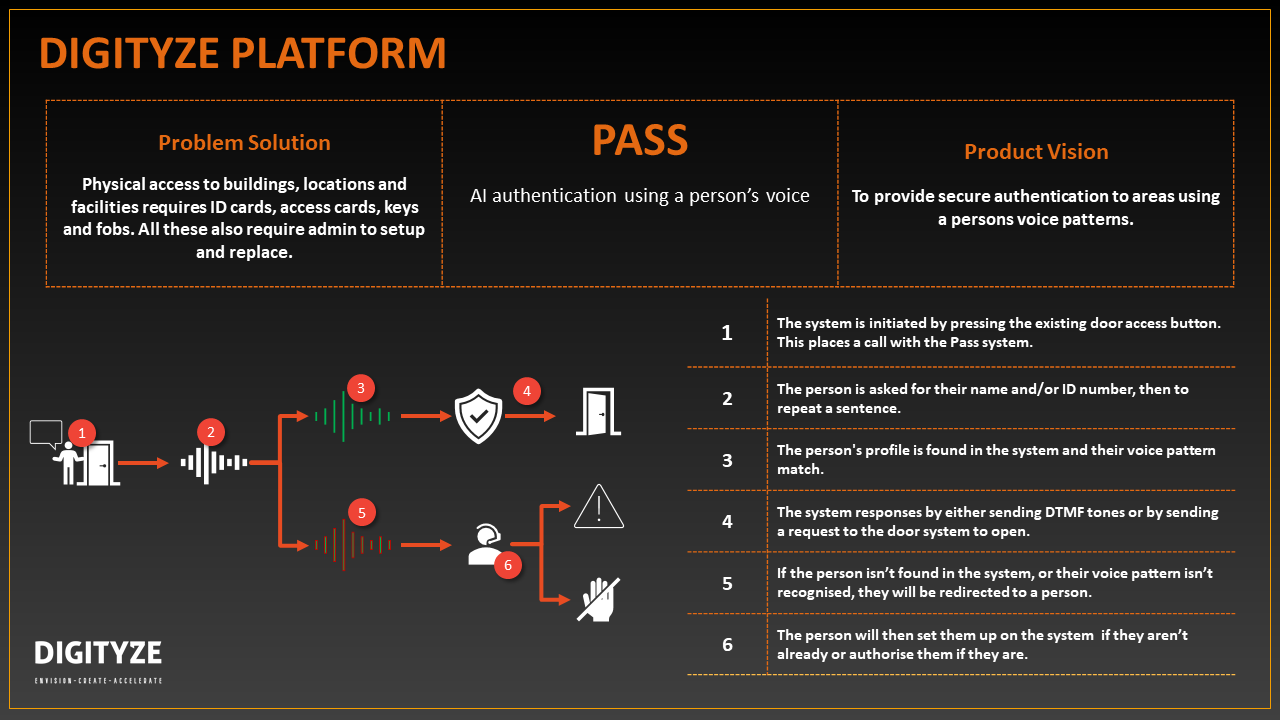 DIGITYZE PLATFORM
Problem Solution
Physical access to buildings, locations and
facilities requires ID cards, access cards, keys
and fobs. All these also require admin to setup
and replace.
PASS
AI authentication using a person’s voice
Product Vision
To provide secure authentication to areas using
a persons voice patterns.
1
2
3
4
5
6
1
The system is initiated by pressing the existing door access button.
This places a call with the Pass system.
2
The person is asked for their name and/or ID number, then to
repeat a sentence.
3
The person's profile is found in the system and their voice pattern
match.
4
The system responses by either sending DTMF tones or by sending
a request to the door system to open.
5
If the person isn’t found in the system, or their voice pattern isn’t
recognised, they will be redirected to a person.
6
The person will then set them up on the system  if they aren’t
already or authorise them if they are.
DIGITYZE
ENVISION-CREATE-ACCELERATE